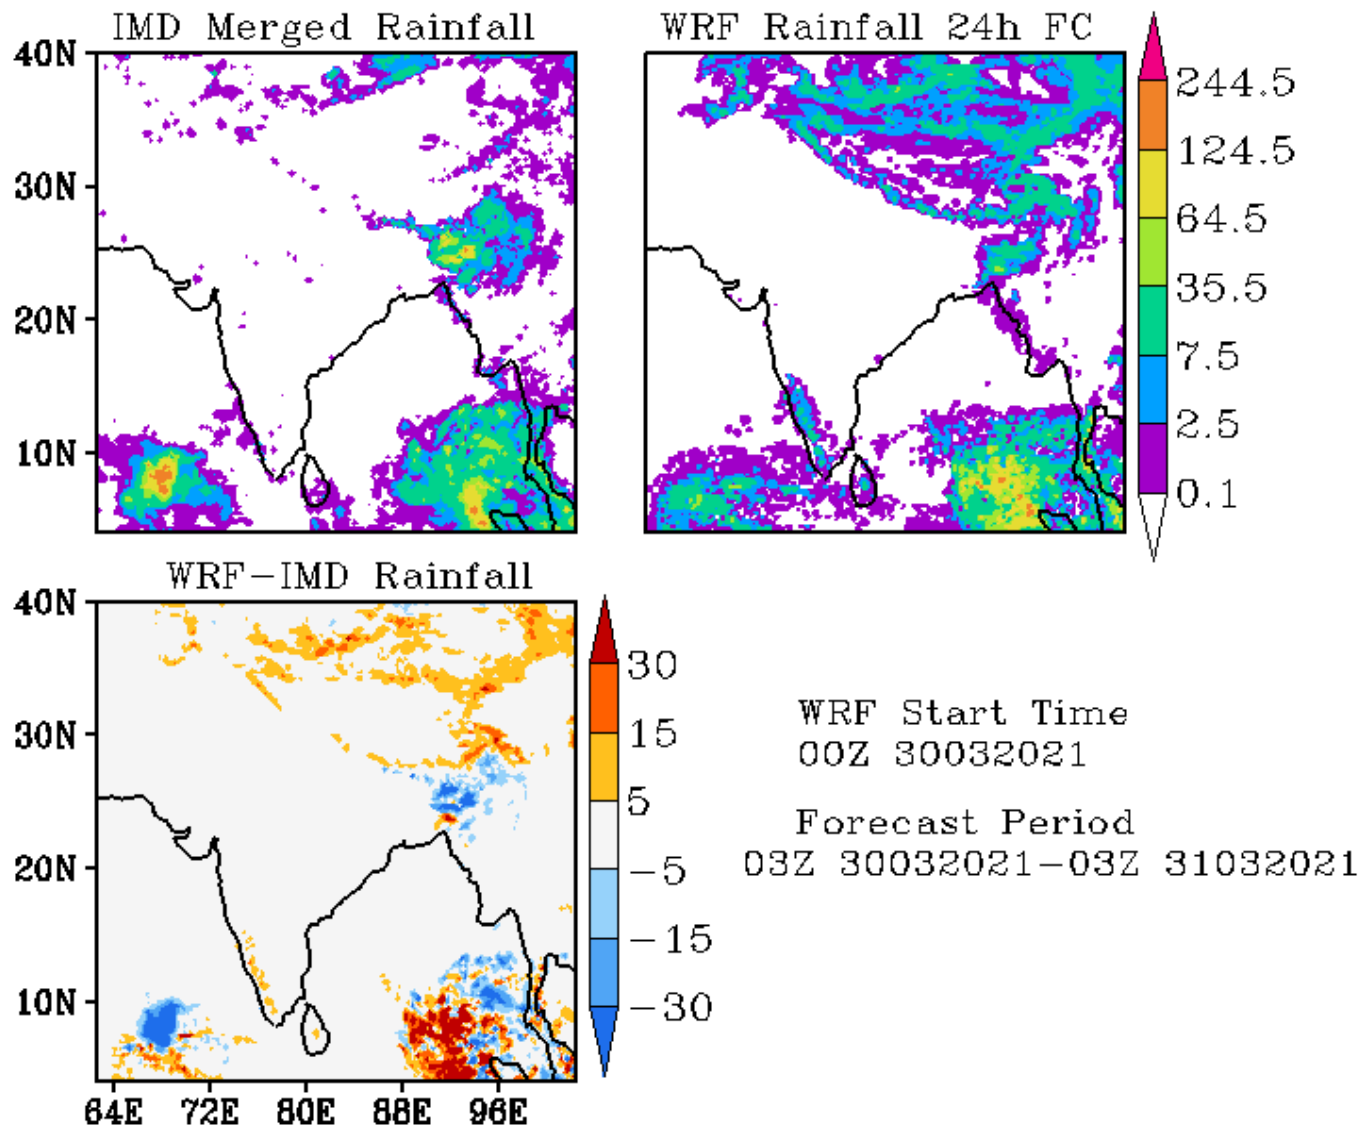 IMD Merged Rainfall
WRF Rainfall 24h FC
40N
30N
20N
10N
244.5
124.5
64.5
35.5
7.5
2.5
0.1
WRF-IMD Rainfall
40N
30N
20N
10N
64E 72E 80E 88E 96E
30
15
5
-5
-15
-30
WRF Start Time
00Z 30032021
Forecast Period
03Z 30032021-03Z 31032021